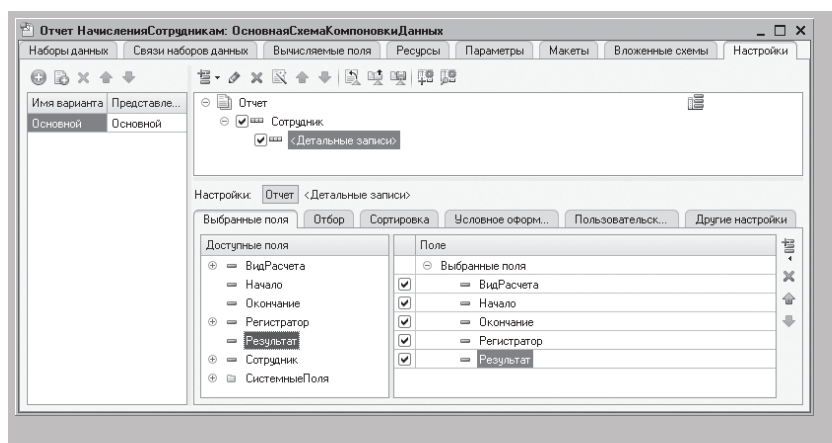 Отчет НачисленияСотрудникам: ОсновнаяСхемаКомпоновкиДанных
Наборы данных Связи наборов данных Вычисляемые поля Ресурсы Параметры Макеты Вложенные схемы Настройки
Имя варианта Представле...
Основной Основной
Отчет
Сотрудник
<Детальные записи>
Настройки: Отчет <Детальные записи>
Выбранные поля Отбор Сортировка Условное оформ... Пользовательск... Другие настройки
Доступные поля
ВидРасчета
Начало
Окончание
Регистратор
Результат
Сотрудник
СистемныеПоля
Поле
Выбранные поля
ВидРасчета
Начало
Окончание
Регистратор
Результат